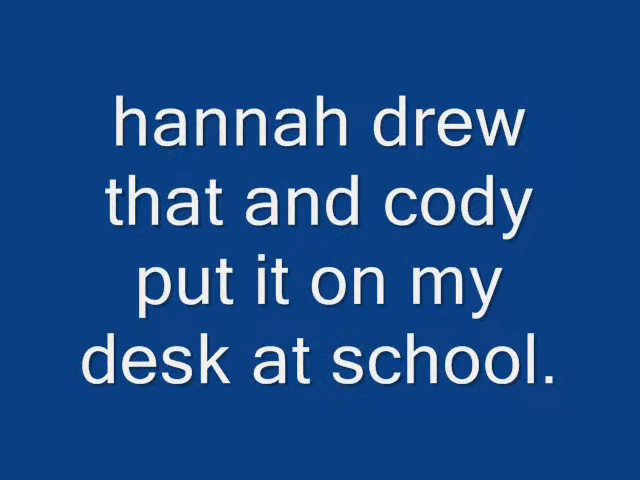 hannah drew
that and cody
put it on my
desk at school.